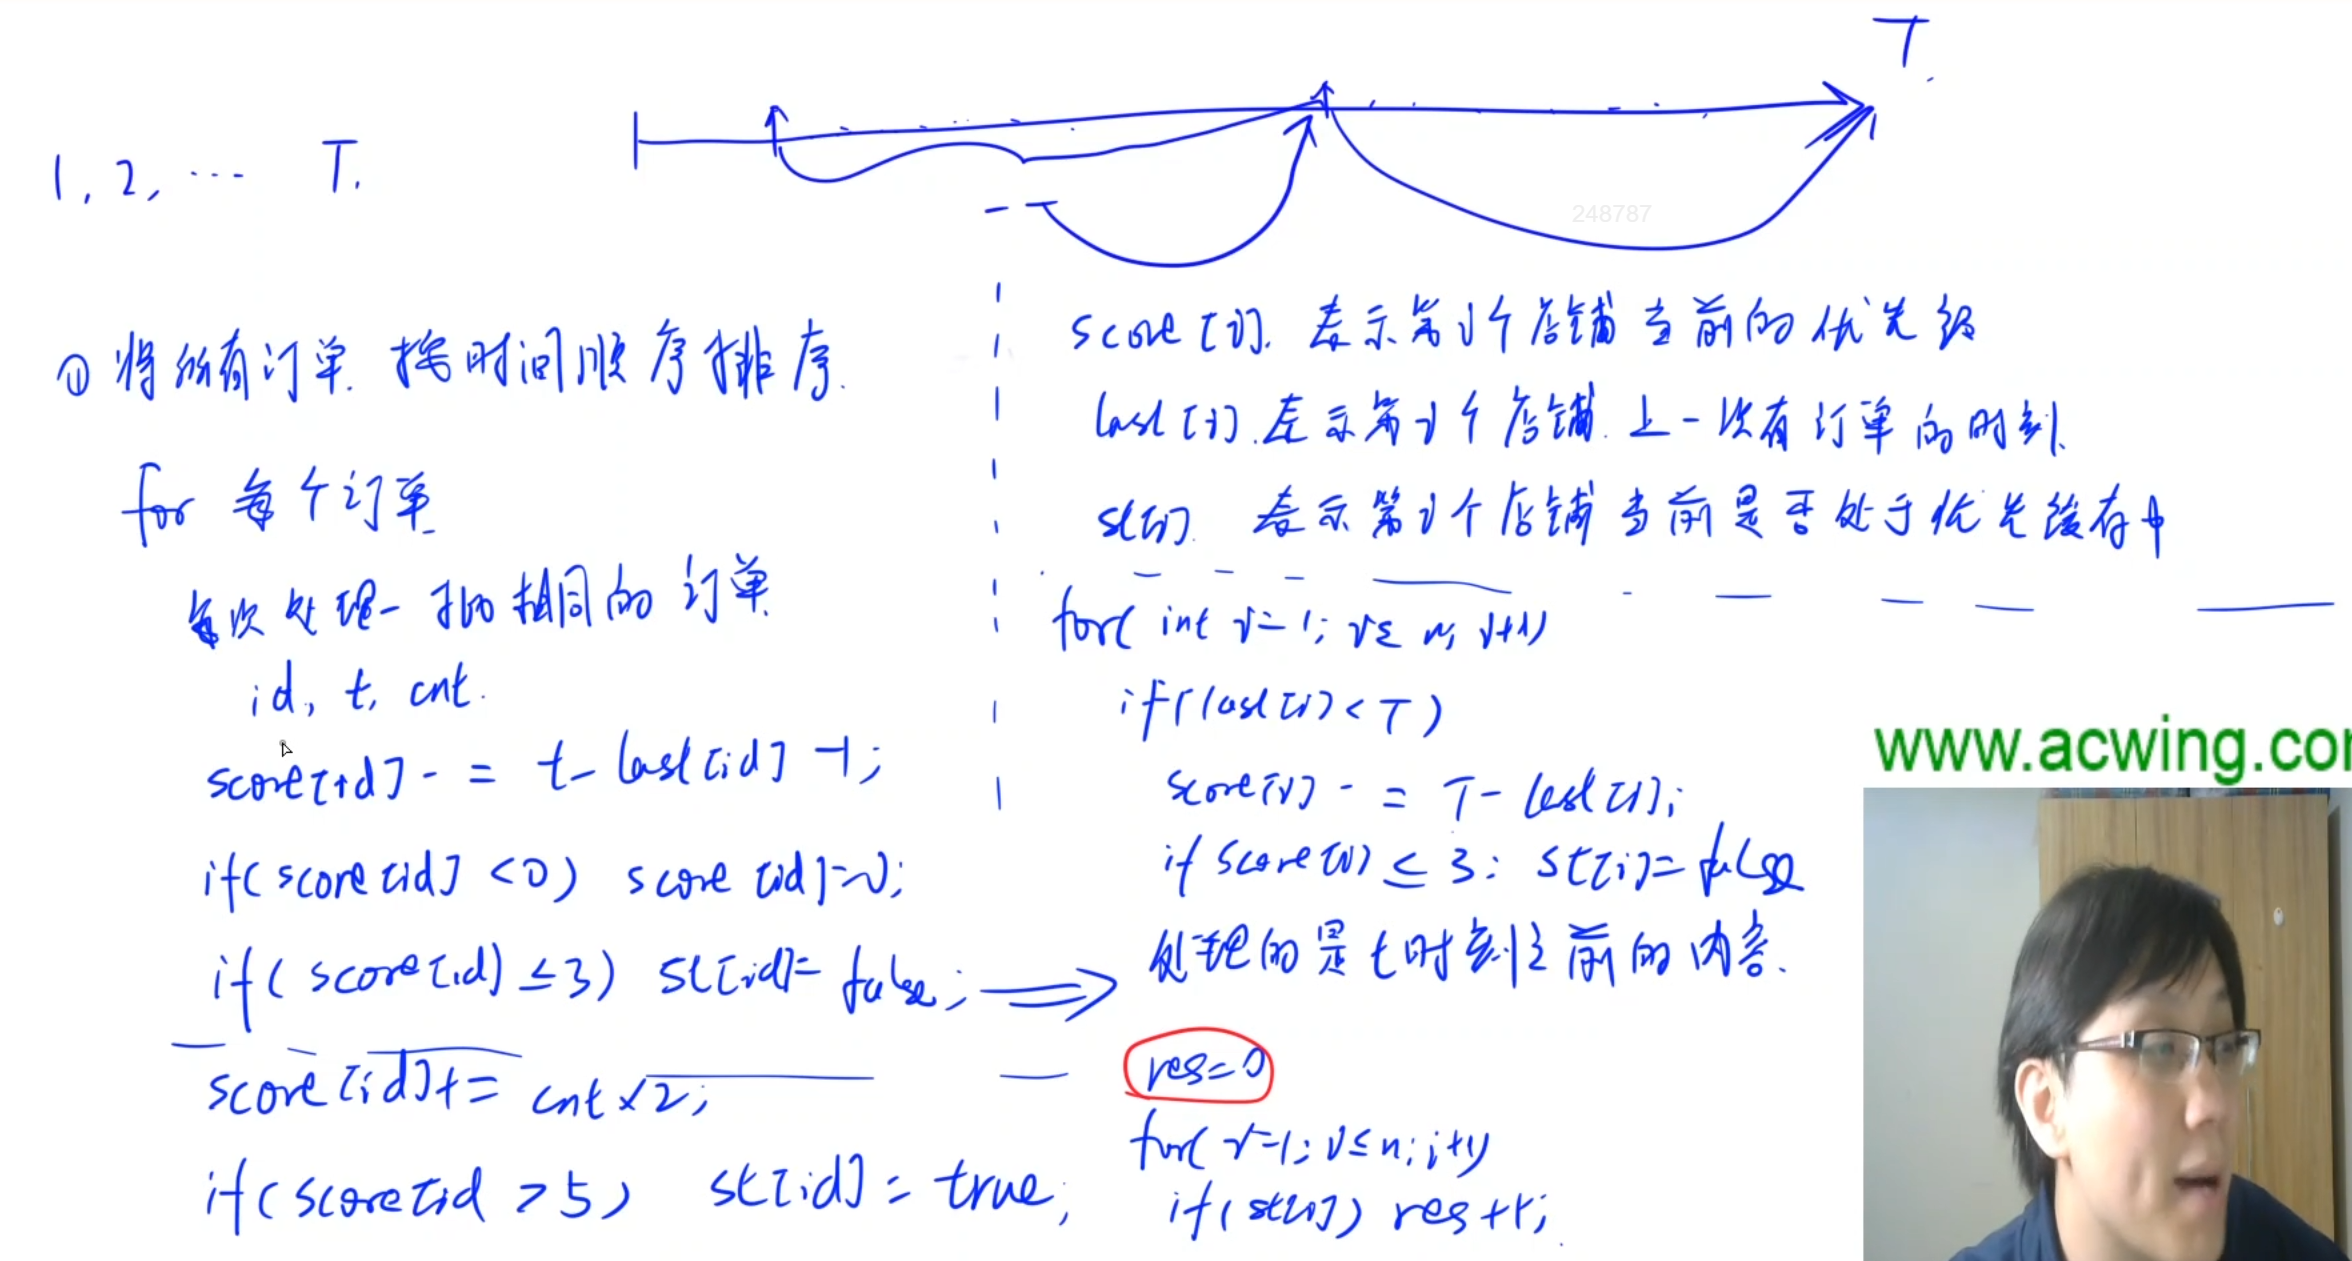 T.
1, 2, ... T.
248787
① 将所有订单 按时间顺序排序.
for 每个订单
每次处理一批相同的订单
id, t, cnt.
score[id] -= t - last[id] -1;
if(score[id] <0) score[id]=0;
if(score[id] ≤3) st[id]= false;
score[id]+= cnt×2;
if(score[id >5) st[id] = true;
score[i]. 表示第i个店铺当前的优先级
last[i]. 表示第i个店铺 上一次有订单的时刻.
st[i]. 表示第i个店铺当前是否处于优先缓存中
for( int i=1; i≤ n; i++)
if(last[i]< T)
score[i] -= T- last[i];
if score[i] ≤ 3: st[i]= false
处理的是t时刻之前的内容.
res=0
for( i=1; i≤n; i++)
if(st[i]) res++;
www.acwing.co